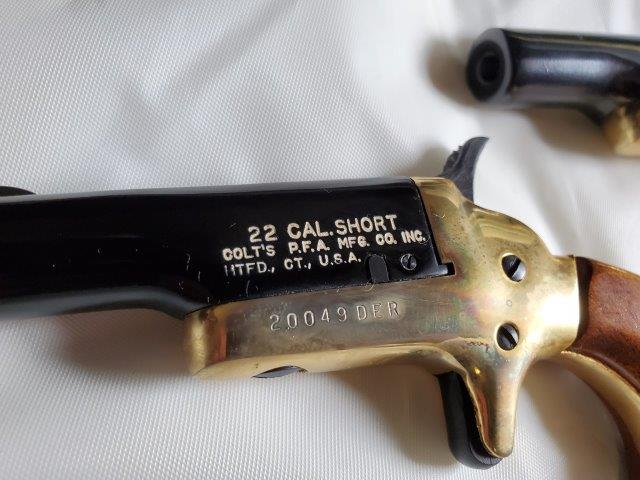 22 CAL. SHORT
COLT'S P.F.A. MFG. CO. INC.
HTFD., CT., U.S.A.
20049DER